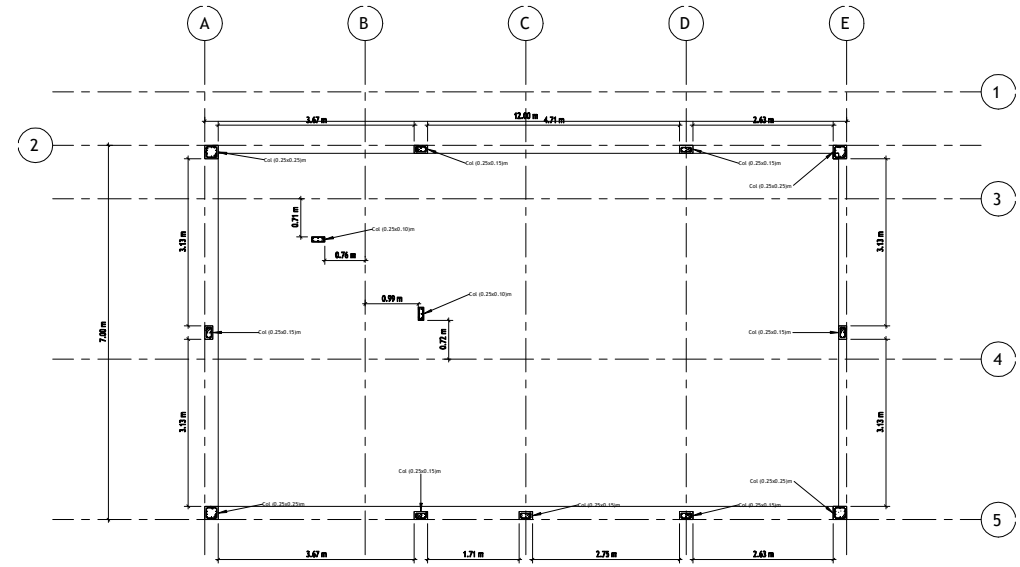 A
B
C
D
E
1
12.00 m
3.67 m
4.71 m
2.63 m
2
Col (0.25x0.25)m
Col (0.25x0.15)m
Col (0.25x0.15)m
Col (0.25x0.25)m
3
0.71 m
3.13 m
3.13 m
Col (0.25x0.10)m
0.76 m
Col (0.25x0.10)m
0.99 m
7.00 m
Col (0.25x0.15)m
Col (0.25x0.15)m
0.72 m
4
3.13 m
3.13 m
Col (0.25x0.15)m
Col (0.25x0.25)m
Col (0.25x0.25)m
Col (0.25x0.15)m
Col (0.25x0.15)m
5
3.67 m
1.71 m
2.75 m
2.63 m